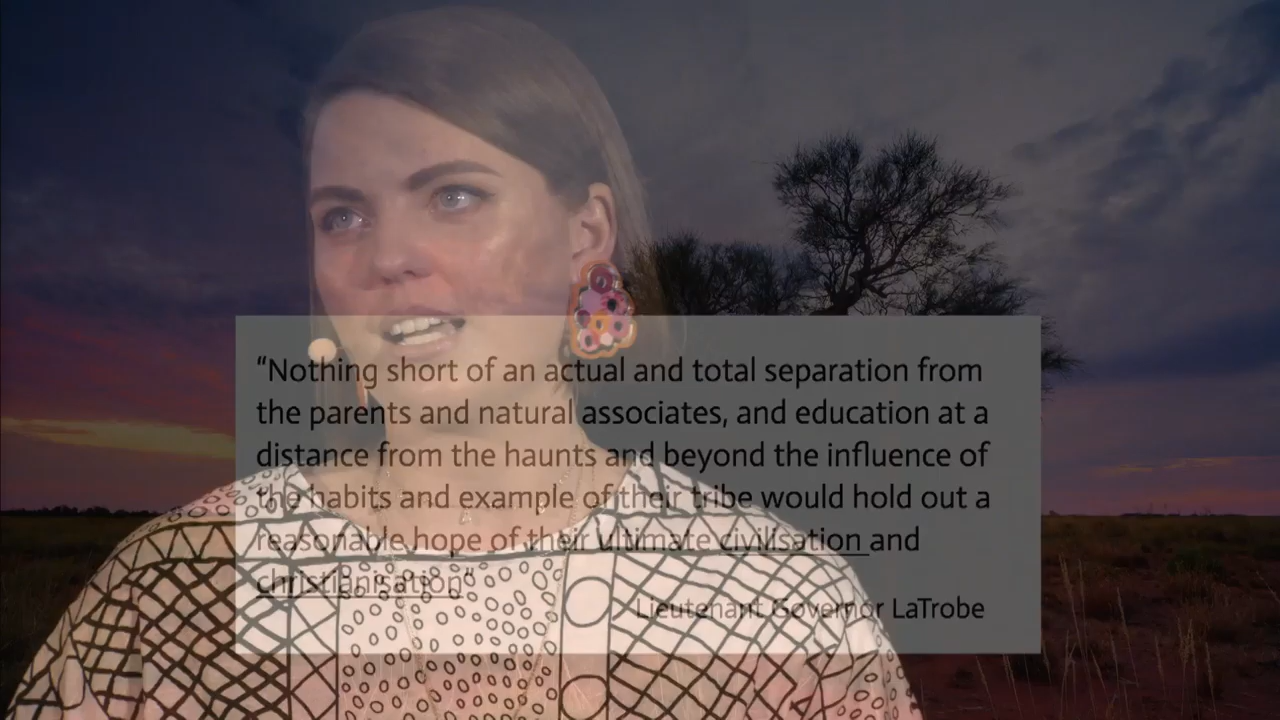 “Nothing short of an actual and total separation from
the parents and natural associates, and education at a
distance from the haunts and beyond the influence of
the habits and example of their tribe would hold out a
reasonable hope of their ultimate civilisation and
christianisation”
Lieutenant Governor LaTrobe